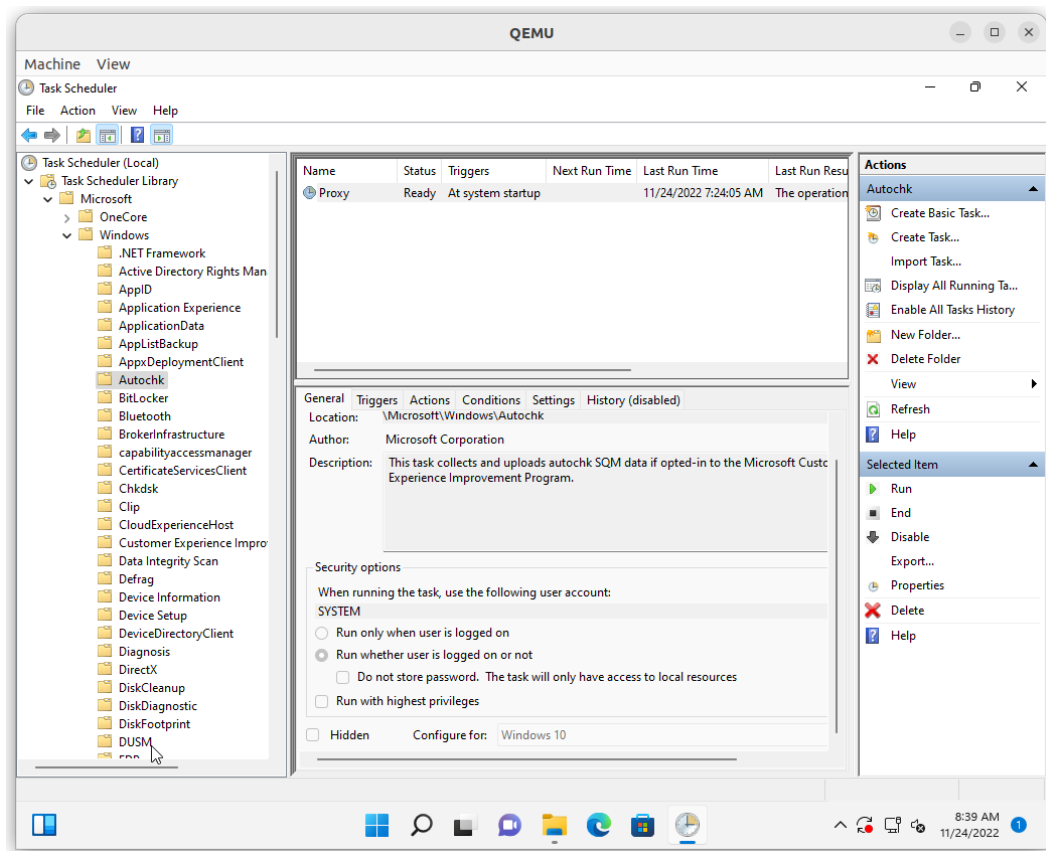 QEMU
Machine View
Task Scheduler
File Action View Help
Task Scheduler (Local)
Task Scheduler Library
Microsoft
OneCore
Windows
.NET Framework
Active Directory Rights Man
AppID
Application Experience
ApplicationData
AppListBackup
AppxDeploymentClient
Autochk
BitLocker
Bluetooth
BrokerInfrastructure
capabilityaccessmanager
CertificateServicesClient
Chkdsk
Clip
CloudExperienceHost
Customer Experience Impro
Data Integrity Scan
Defrag
Device Information
Device Setup
DeviceDirectoryClient
Diagnosis
DirectX
DiskCleanup
DiskDiagnostic
DiskFootprint
DUSM
Name Status Triggers Next Run Time Last Run Time Last Run Resu
Proxy Ready At system startup 11/24/2022 7:24:05 AM The operation
General Triggers Actions Conditions Settings History (disabled)
Location: \Microsoft\Windows\Autochk
Author: Microsoft Corporation
Description: This task collects and uploads autochk SQM data if opted-in to the Microsoft Custc
Experience Improvement Program.
Security options
When running the task, use the following user account:
SYSTEM
Run only when user is logged on
Run whether user is logged on or not
Do not store password. The task will only have access to local resources
Run with highest privileges
Hidden Configure for: Windows 10
Actions
Autochk
Create Basic Task...
Create Task...
Import Task...
Display All Running Ta...
Enable All Tasks History
New Folder...
Delete Folder
View
Refresh
Help
Selected Item
Run
End
Disable
Export...
Properties
Delete
Help
8:39 AM
11/24/2022
1